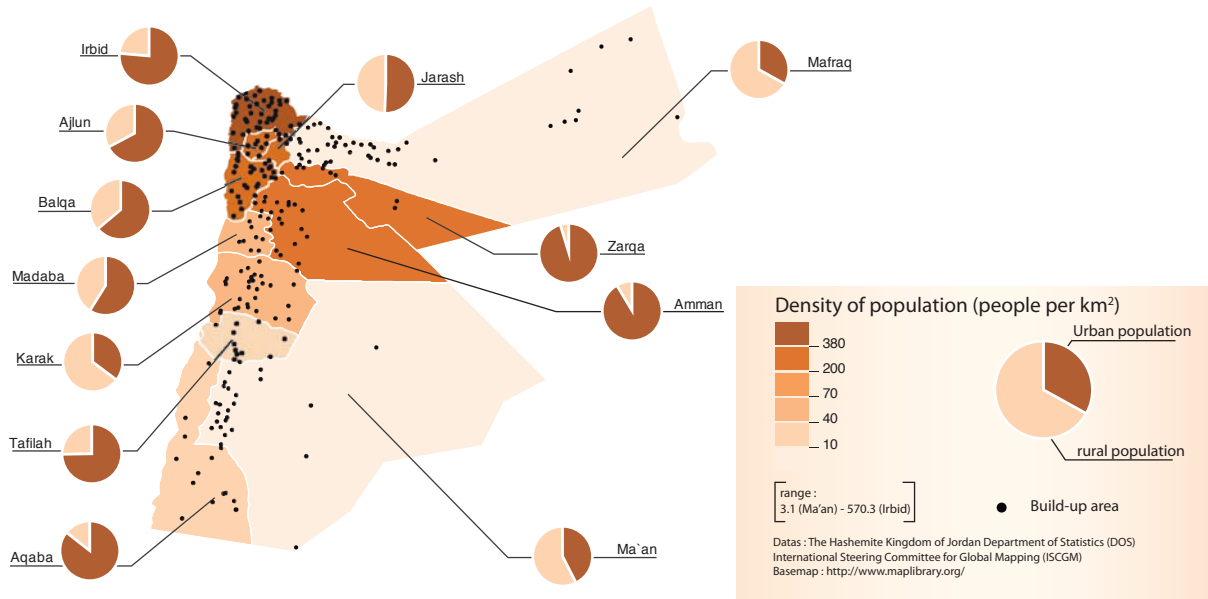 Irbid
Jarash
Mafraq
Ajlun
Balqa
Zarqa
Madaba
Amman
Karak
Tafilah
Aqaba
Ma`an
Density of population (people per km²)
380
200
70
40
10
Urban population
rural population
range :
3.1 (Ma'an) - 570.3 (Irbid)
Build-up area
Datas : The Hashemite Kingdom of Jordan Department of Statistics (DOS)
International Steering Committee for Global Mapping (ISCGM)
Basemap : http://www.maplibrary.org/